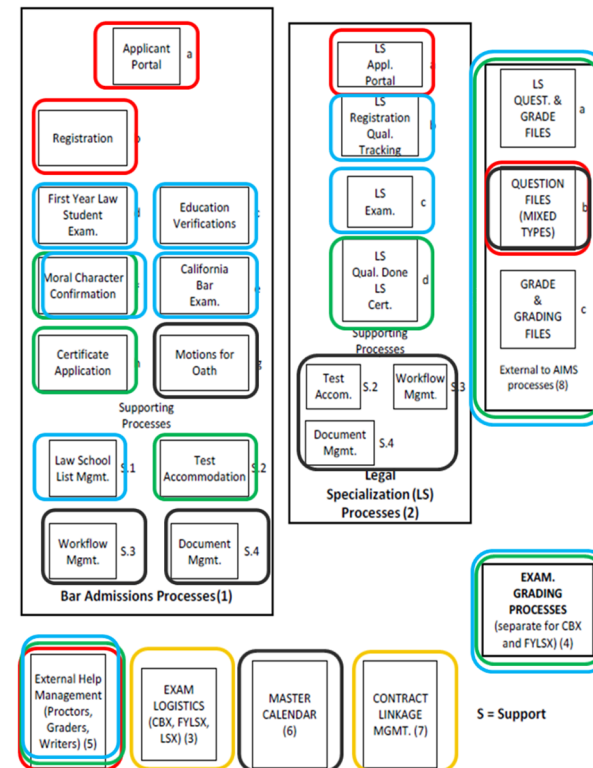 Applicant
Portal
a
Registration
First Year Law
Student
Exam.
d
Education
Verifications
Moral Character
Confirmation
California
Bar
Exam.
e
Certificate
Application
Motions for
Oath
g
Supporting
Processes
Law School
List Mgmt.
S.1
Test
Accommodation
S.2
Workflow
Mgmt.
S.3
Document
Mgmt.
S.4
Bar Admissions Processes(1)
LS
Appl.
Portal
a
LS
Registration
Qual.
Tracking
b
LS
Exam.
c
LS
Qual. Done
LS
Cert.
d
Supporting
Processes
Test
Accom.
S.2
Workflow
Mgmt.
S.3
Document
Mgmt.
S.4
Legal
Specialization (LS)
Processes (2)
LS
QUEST. &
GRADE
FILES
a
QUESTION
FILES
(MIXED
TYPES)
b
GRADE
&
GRADING
FILES
c
External to AIMS
processes (8)
EXAM.
GRADING
PROCESSES
(separate for CBX
and FYLSX) (4)
External Help
Management
(Proctors,
Graders,
Writers) (5)
EXAM
LOGISTICS
(CBX, FYLSX,
LSX) (3)
MASTER
CALENDAR
(6)
CONTRACT
LINKAGE
MGMT. (7)
S = Support